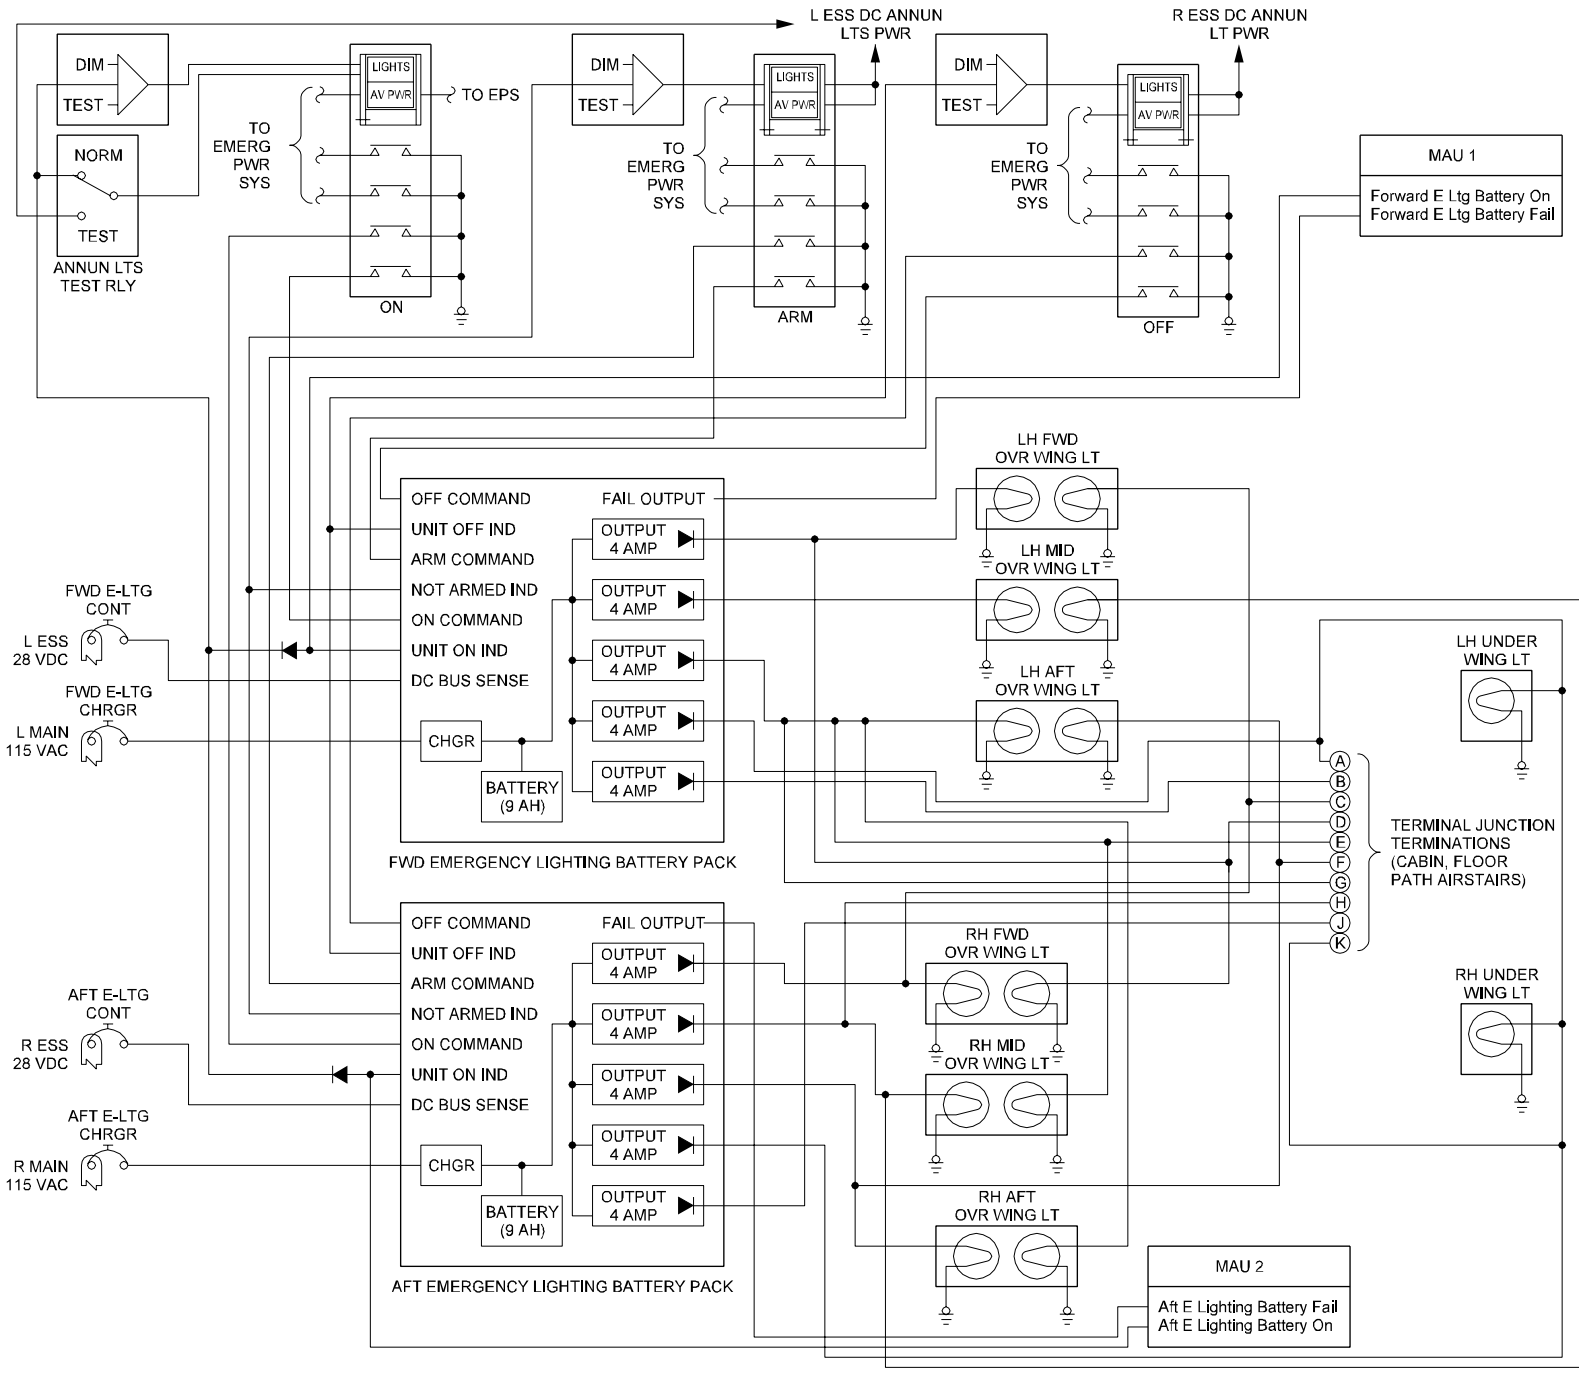 L ESS DC ANNUN
LTS PWR
R ESS DC ANNUN
LT PWR
DIM
TEST
LIGHTS
AV PWR
TO EPS
TO
EMERG
PWR
SYS
NORM
TEST
ANNUN LTS
TEST RLY
ON
DIM
TEST
LIGHTS
AV PWR
TO
EMERG
PWR
SYS
ARM
DIM
TEST
LIGHTS
AV PWR
TO
EMERG
PWR
SYS
OFF
MAU 1
Forward E Ltg Battery On
Forward E Ltg Battery Fail
OFF COMMAND
UNIT OFF IND
ARM COMMAND
NOT ARMED IND
ON COMMAND
UNIT ON IND
DC BUS SENSE
FAIL OUTPUT
OUTPUT
4 AMP
OUTPUT
4 AMP
OUTPUT
4 AMP
OUTPUT
4 AMP
OUTPUT
4 AMP
CHGR
BATTERY
(9 AH)
FWD EMERGENCY LIGHTING BATTERY PACK
FWD E-LTG
CONT
L ESS
28 VDC
FWD E-LTG
CHRGR
L MAIN
115 VAC
LH FWD
OVR WING LT
LH MID
OVR WING LT
LH AFT
OVR WING LT
LH UNDER
WING LT
A
B
C
D
E
F
G
H
J
K
TERMINAL JUNCTION
TERMINATIONS
(CABIN, FLOOR
PATH AIRSTAIRS)
OFF COMMAND
UNIT OFF IND
ARM COMMAND
NOT ARMED IND
ON COMMAND
UNIT ON IND
DC BUS SENSE
FAIL OUTPUT
OUTPUT
4 AMP
OUTPUT
4 AMP
OUTPUT
4 AMP
OUTPUT
4 AMP
OUTPUT
4 AMP
CHGR
BATTERY
(9 AH)
AFT EMERGENCY LIGHTING BATTERY PACK
AFT E-LTG
CONT
R ESS
28 VDC
AFT E-LTG
CHRGR
R MAIN
115 VAC
RH FWD
OVR WING LT
RH MID
OVR WING LT
RH AFT
OVR WING LT
RH UNDER
WING LT
MAU 2
Aft E Lighting Battery Fail
Aft E Lighting Battery On